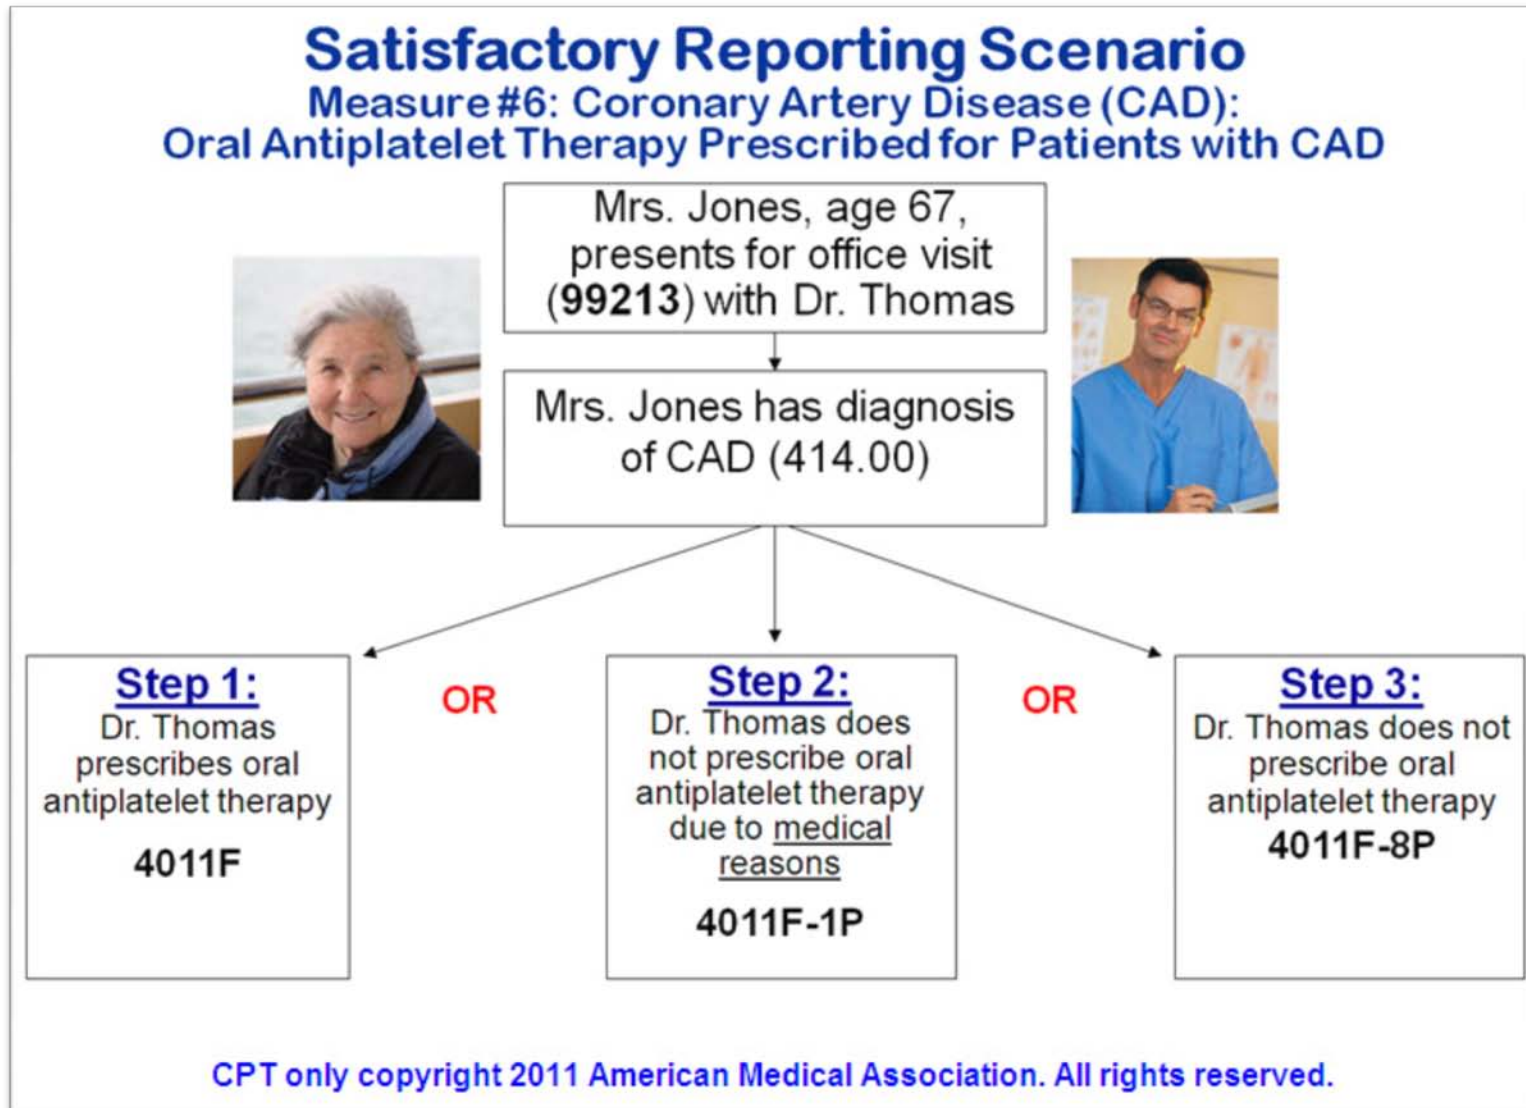 Satisfactory Reporting Scenario
Measure #6: Coronary Artery Disease (CAD):
Oral Antiplatelet Therapy Prescribed for Patients with CAD
Mrs. Jones, age 67,
presents for office visit
(99213) with Dr. Thomas
Mrs. Jones has diagnosis
of CAD (414.00)
Step 1:
Dr. Thomas
prescribes oral
antiplatelet therapy
4011F
OR
Step 2:
Dr. Thomas does
not prescribe oral
antiplatelet therapy
due to medical
reasons
4011F-1P
OR
Step 3:
Dr. Thomas does not
prescribe oral
antiplatelet therapy
4011F-8P
CPT only copyright 2011 American Medical Association. All rights reserved.